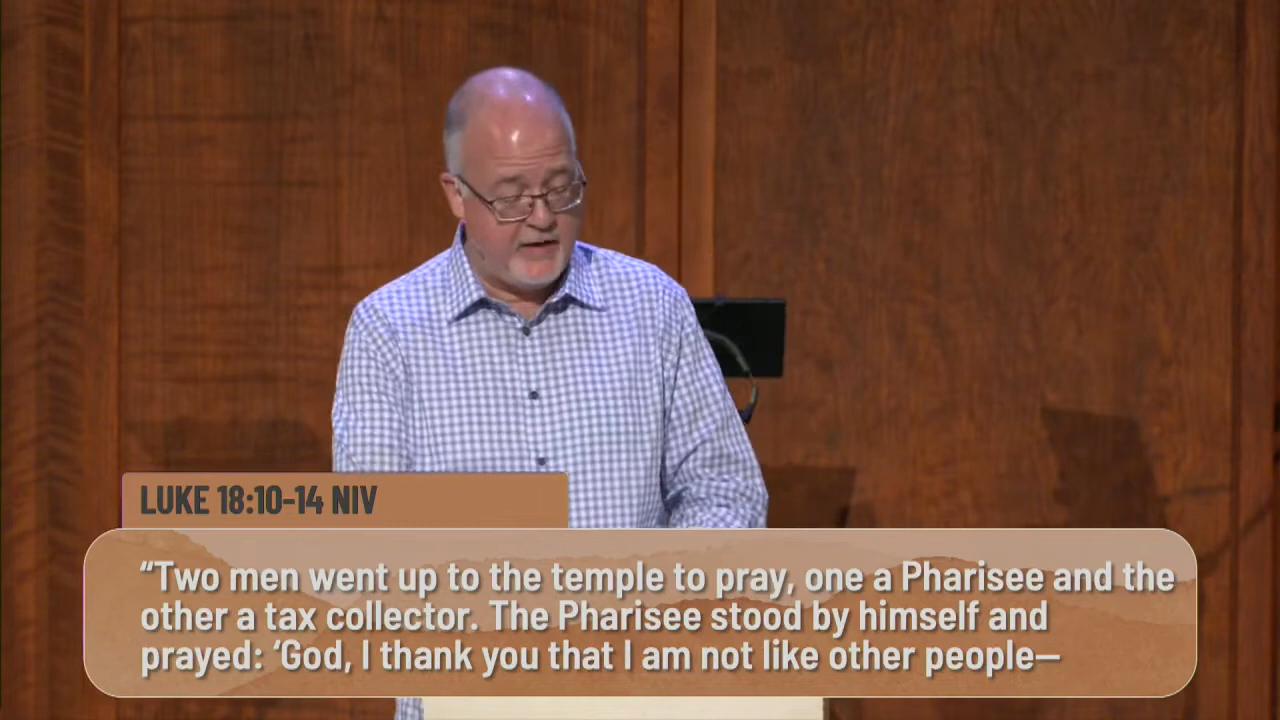 LUKE 18:10-14 NIV
“Two men went up to the temple to pray, one a Pharisee and the
other a tax collector. The Pharisee stood by himself and
prayed: ‘God, I thank you that I am not like other people—